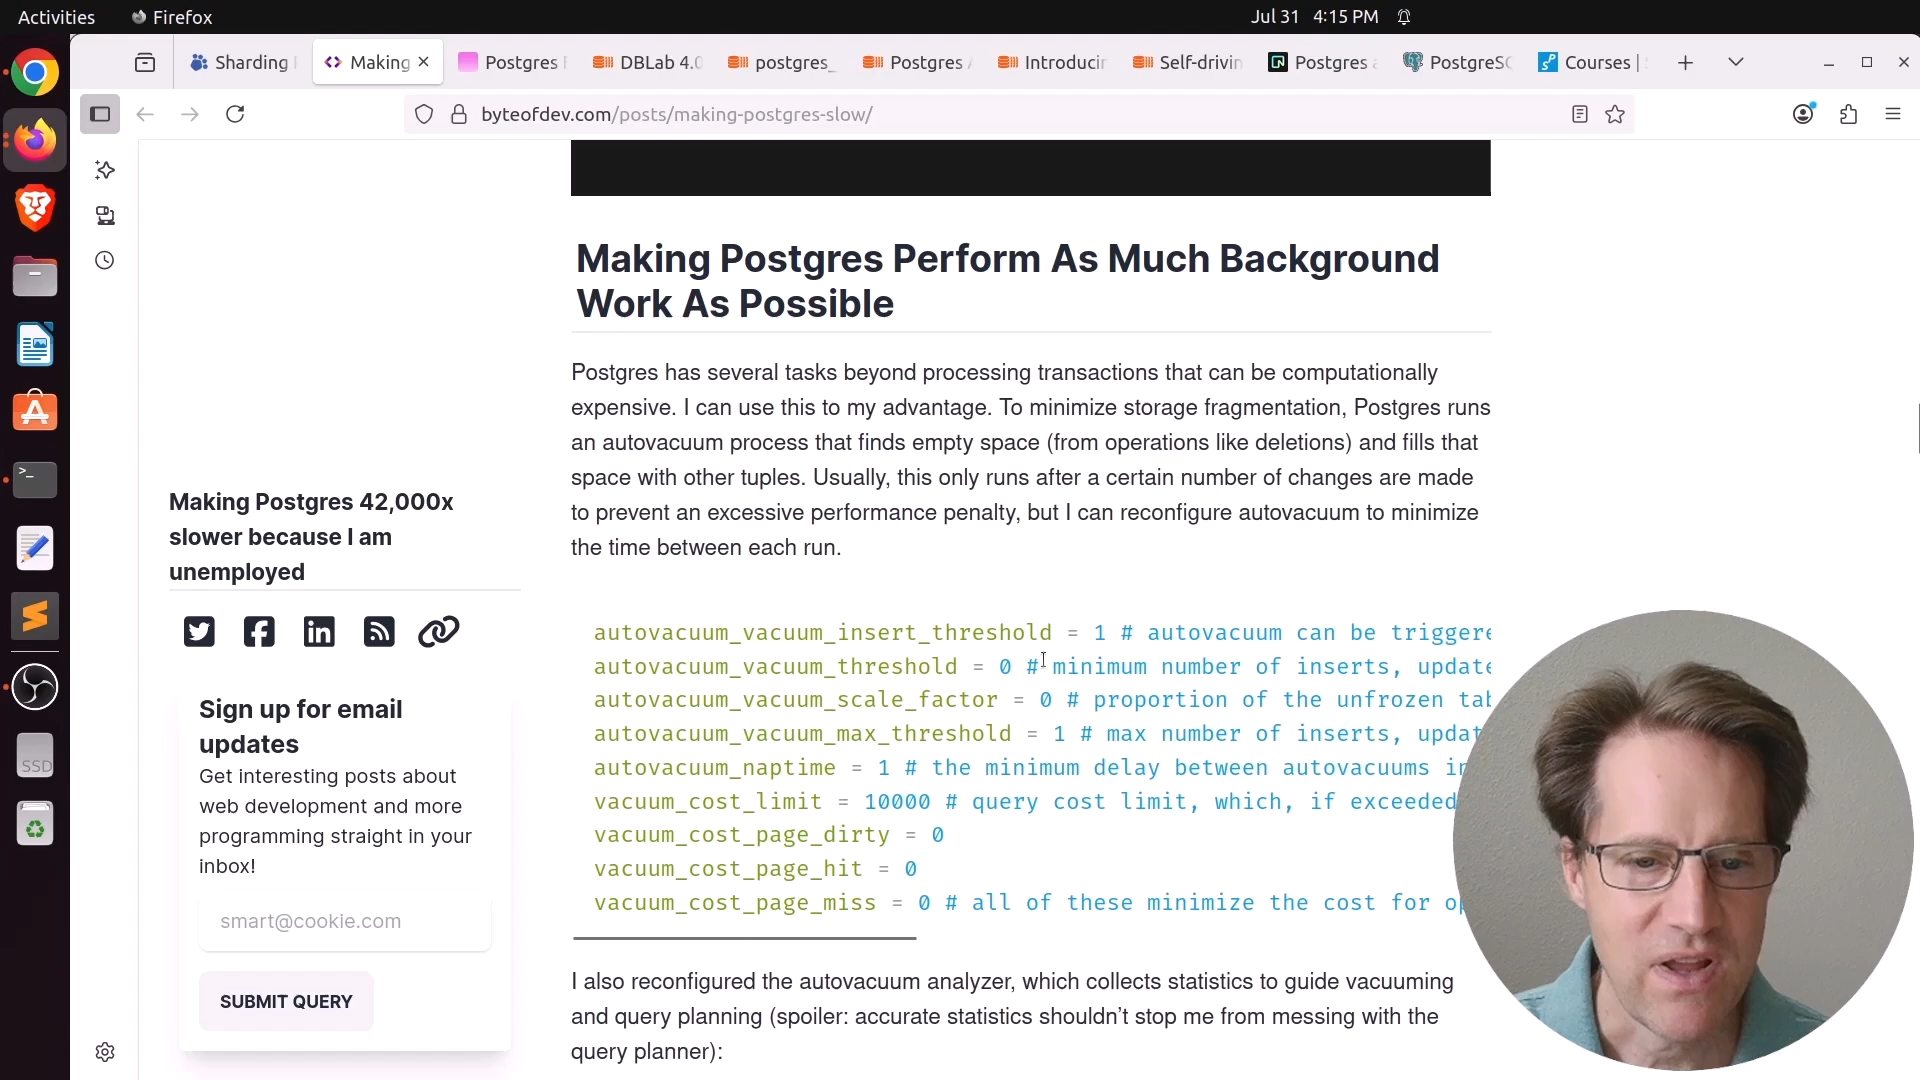 Activities
Firefox
Jul 31 4:15 PM
Sharding
Making
Postgres
DBLab 4.0
postgres_
Postgres
Introducin
Self-drivin
Postgres a
PostgreSQ
Courses |
byteofdev.com/posts/making-postgres-slow/
Making Postgres Perform As Much Background
Work As Possible
Postgres has several tasks beyond processing transactions that can be computationally
expensive. I can use this to my advantage. To minimize storage fragmentation, Postgres runs
an autovacuum process that finds empty space (from operations like deletions) and fills that
space with other tuples. Usually, this only runs after a certain number of changes are made
to prevent an excessive performance penalty, but I can reconfigure autovacuum to minimize
the time between each run.
Making Postgres 42,000x
slower because I am
unemployed
Sign up for email
updates
Get interesting posts about
web development and more
programming straight in your
inbox!
smart@cookie.com
SUBMIT QUERY
autovacuum_vacuum_insert_threshold = 1 # autovacuum can be triggere
autovacuum_vacuum_threshold = 0 # minimum number of inserts, update
autovacuum_vacuum_scale_factor = 0 # proportion of the unfrozen tab
autovacuum_vacuum_max_threshold = 1 # max number of inserts, updat
autovacuum_naptime = 1 # the minimum delay between autovacuums in
vacuum_cost_limit = 10000 # query cost limit, which, if exceeded
vacuum_cost_page_dirty = 0
vacuum_cost_page_hit = 0
vacuum_cost_page_miss = 0 # all of these minimize the cost for op
I also reconfigured the autovacuum analyzer, which collects statistics to guide vacuuming
and query planning (spoiler: accurate statistics shouldn't stop me from messing with the
query planner):
SSD